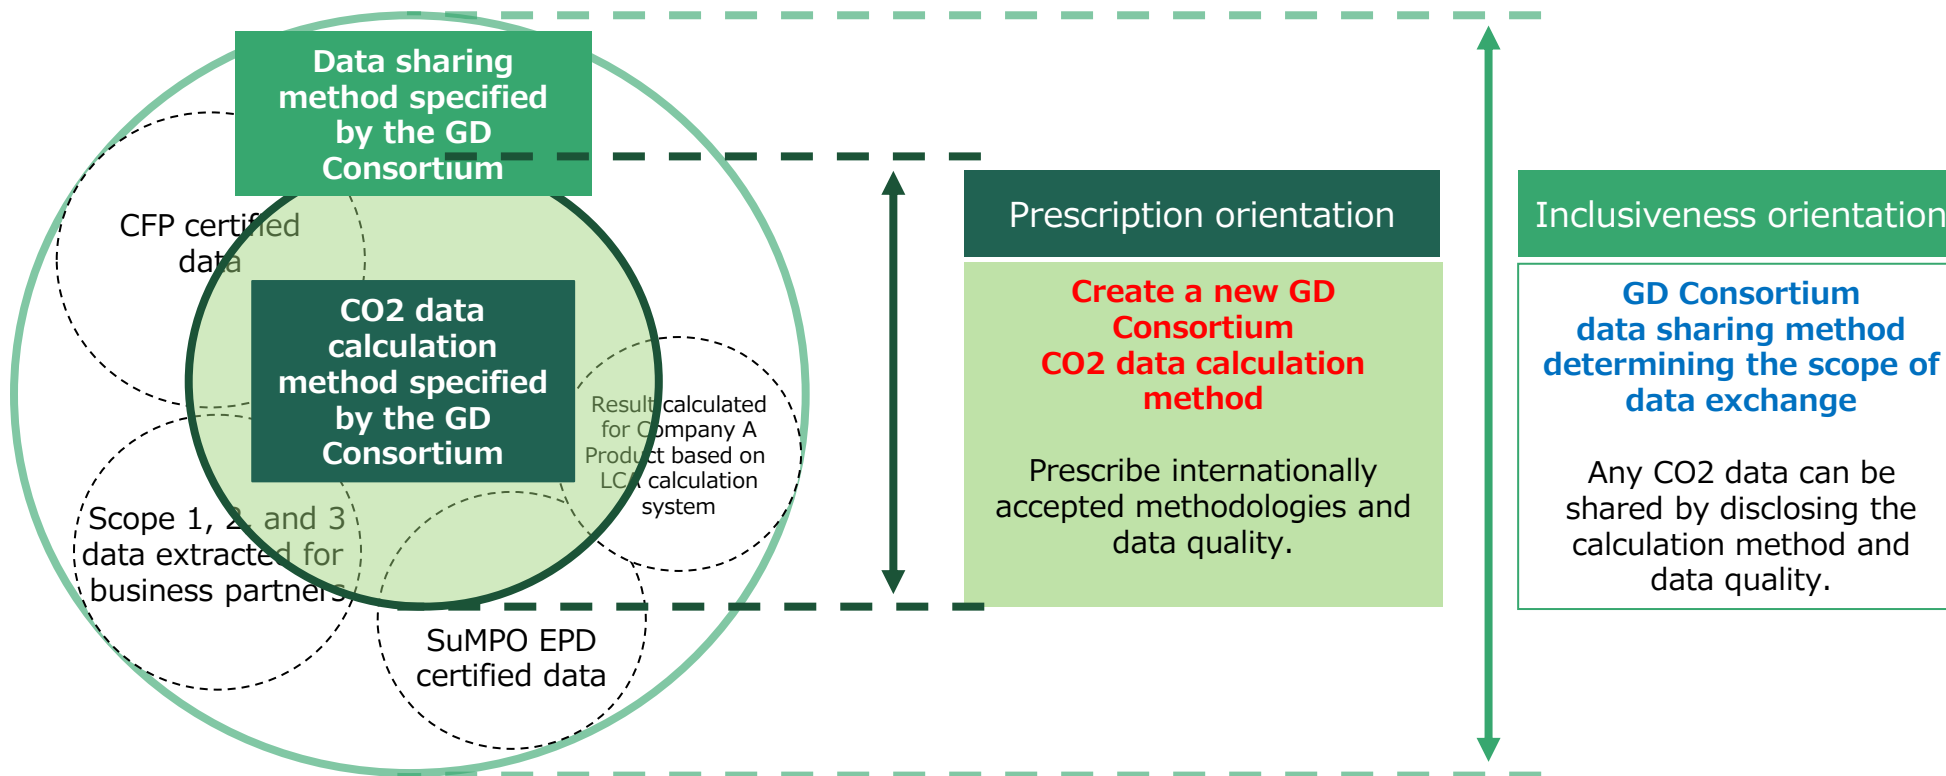 Data sharing
method specified
by the GD
Consortium
CFP certified
data
CO2 data
calculation
method specified
by the GD
Consortium
Result calculated
for Company A
Product based on
LCA calculation
system
Scope 1, 2, and 3
data extracted for
business partners
SuMPO EPD
certified data
Prescription orientation
Create a new GD
Consortium
CO2 data calculation
method
Prescribe internationally
accepted methodologies and
data quality.
Inclusiveness orientation
GD Consortium
data sharing method
determining the scope of
data exchange
Any CO2 data can be
shared by disclosing the
calculation method and
data quality.